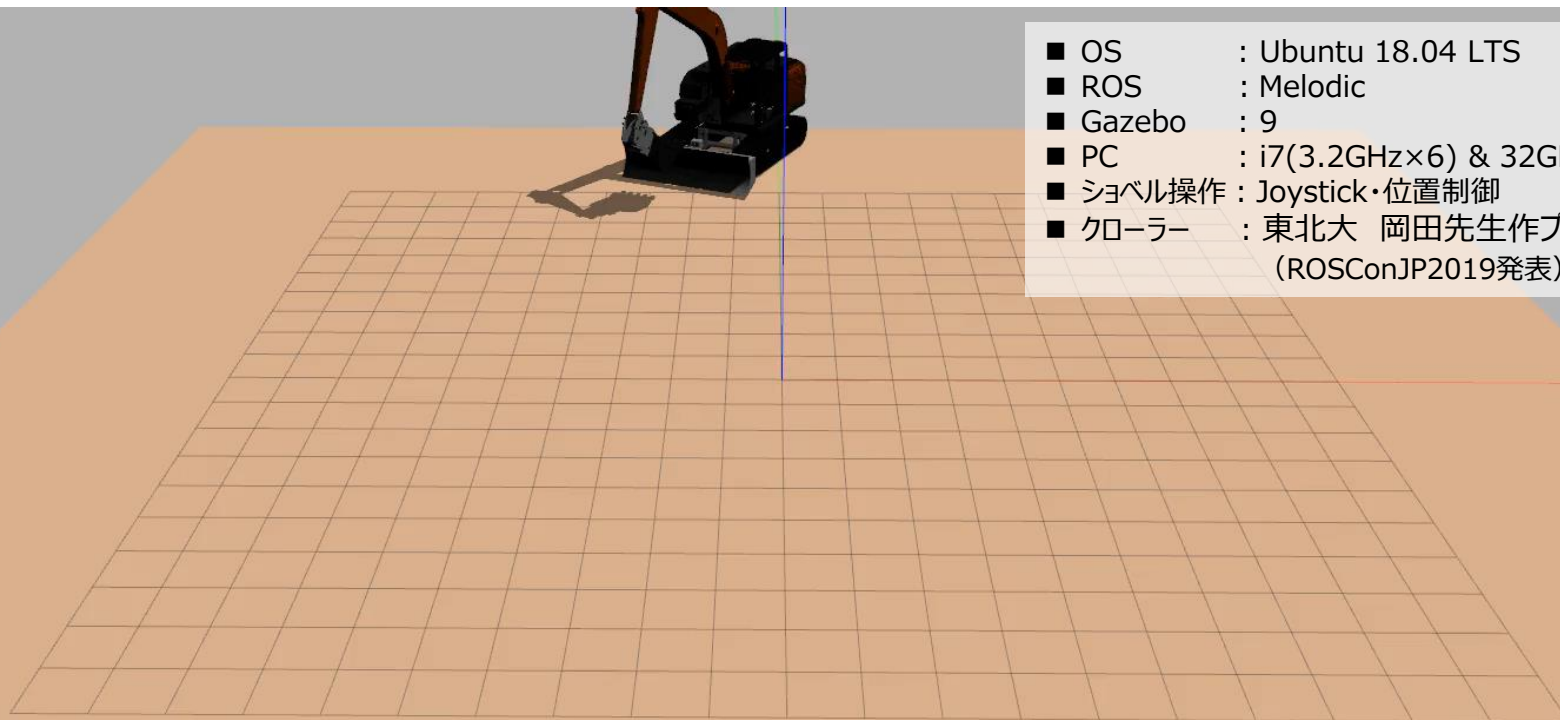 ■ OS : Ubuntu 18.04 LTS
■ ROS : Melodic
■ Gazebo : 9
■ PC : i7(3.2GHz×6) & 32G
■ ショベル操作 : Joystick・位置制御
■ クローラー : 東北大 岡田先生作プ
（ROSConJP2019発表）